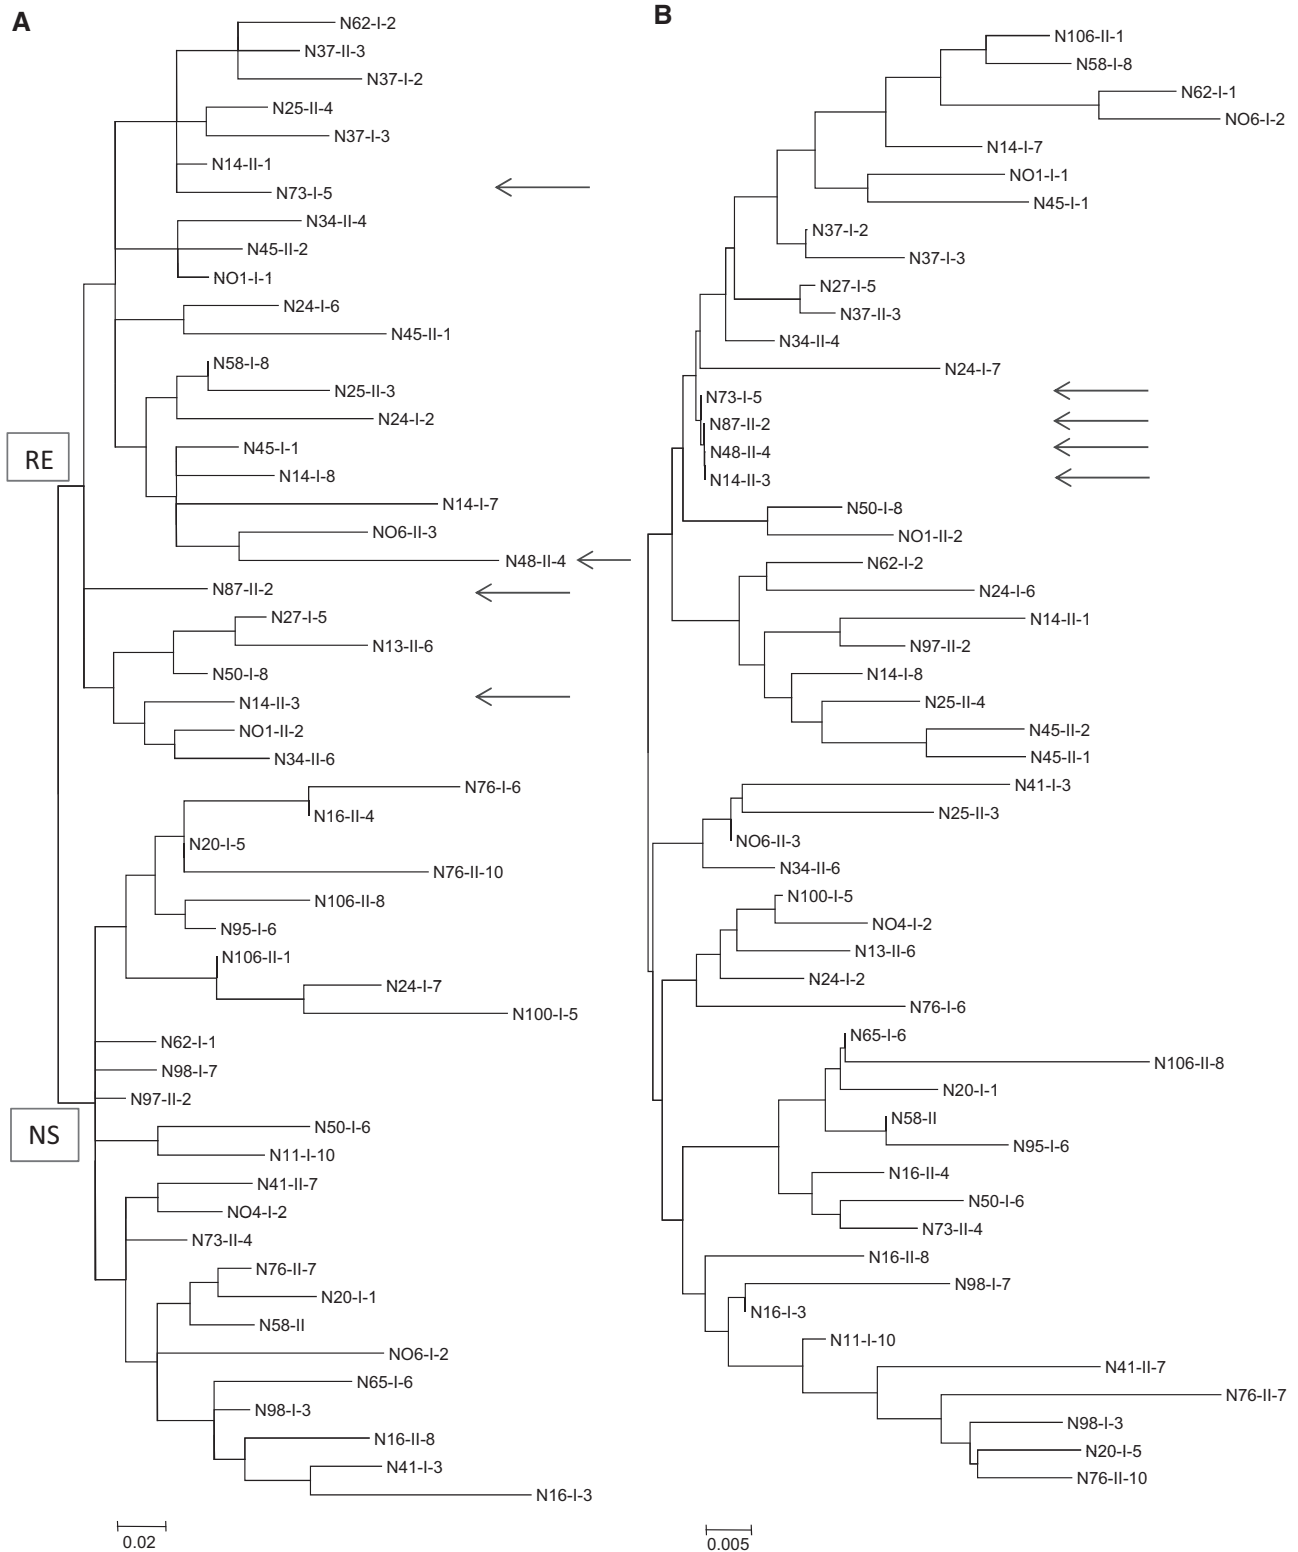 A
N62-I-2
N37-II-3
N37-I-2
N25-II-4
N37-I-3
N14-II-1
N73-I-5
N34-II-4
N45-II-2
NO1-I-1
N24-I-6
N45-II-1
N58-I-8
N25-II-3
N24-I-2
N45-I-1
RE
N14-I-8
N14-I-7
NO6-II-3
N48-II-4
N87-II-2
N27-I-5
N13-II-6
N50-I-8
N14-II-3
NO1-II-2
N34-II-6
N76-I-6
N16-II-4
N20-I-5
N76-II-10
N106-II-8
N95-I-6
N106-II-1
N24-I-7
N100-I-5
N62-I-1
N98-I-7
N97-II-2
NS
N50-I-6
N11-I-10
N41-II-7
NO4-I-2
N73-II-4
N76-II-7
N20-I-1
N58-II
NO6-I-2
N65-I-6
N98-I-3
N16-II-8
N41-I-3
N16-I-3
0.02
B
N106-II-1
N58-I-8
N62-I-1
NO6-I-2
N14-I-7
NO1-I-1
N45-I-1
N37-I-2
N37-I-3
N27-I-5
N37-II-3
N34-II-4
N24-I-7
N73-I-5
N87-II-2
N48-II-4
N14-II-3
N50-I-8
NO1-II-2
N62-I-2
N24-I-6
N14-II-1
N97-II-2
N14-I-8
N25-II-4
N45-II-2
N45-II-1
N41-I-3
N25-II-3
NO6-II-3
N34-II-6
N100-I-5
NO4-I-2
N13-II-6
N24-I-2
N76-I-6
N65-I-6
N106-II-8
N20-I-1
N58-II
N95-I-6
N16-II-4
N50-I-6
N73-II-4
N16-II-8
N98-I-7
N16-I-3
N11-I-10
N41-II-7
N76-II-7
N98-I-3
N20-I-5
N76-II-10
0.005